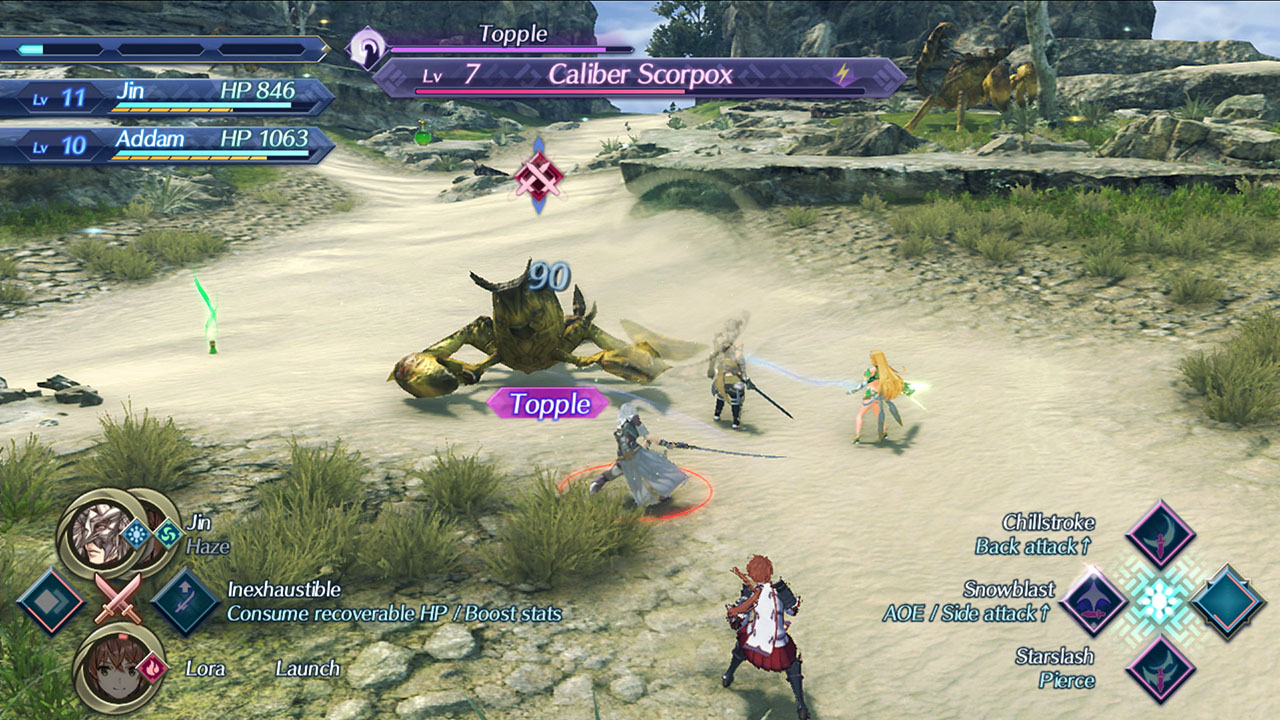 Topple
Lv 7 Caliber Scorpox
Lv 11 Jin HP 846
Lv 10 Addam HP 1063
90
Topple
Jin
Haze
Inexhaustible
Consume recoverable HP / Boost stats
Lora Launch
Chillstroke
Back attack↑
Snowblast
AOE / Side attack↑
Starslash
Pierce